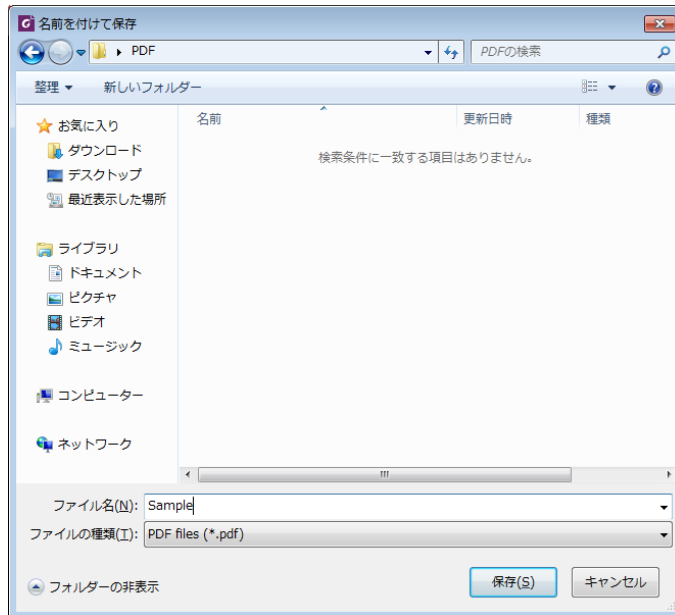 名前を付けて保存
PDF
PDFの検索
整理 新しいフォルダー
お気に入り
ダウンロード
デスクトップ
最近表示した場所
ライブラリ
ドキュメント
ピクチャ
ビデオ
ミュージック
コンピューター
ネットワーク
名前 更新日時 種類
検索条件に一致する項目はありません。
ファイル名(N): Sample
ファイルの種類(T): PDF files (*.pdf)
フォルダーの非表示 保存(S) キャンセル